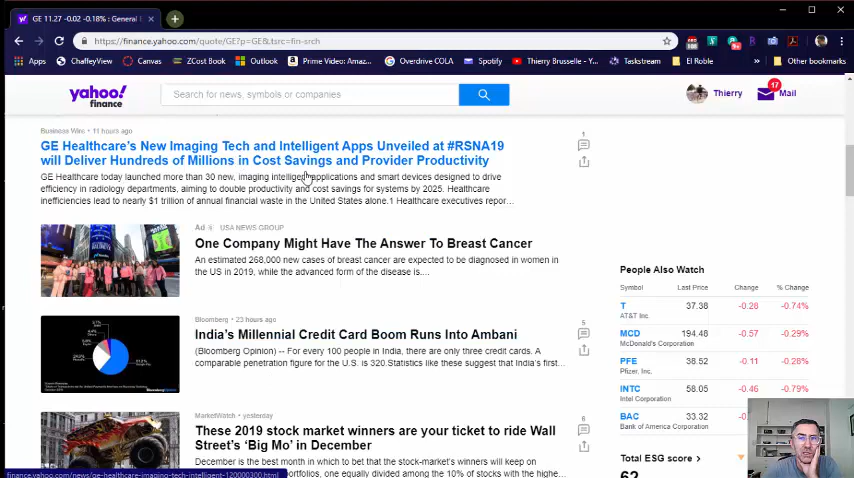 GE 11.27 -0.02 -0.18% : General I
https://finance.yahoo.com/quote/GE?p=GE&.tsrc=fin-srch
Apps ChaffeyView Canvas ZCost Book Outlook Prime Video: Amaz... Overdrive COLA Spotify Thierry Brusselle - Y... Taskstream El Roble » Other bookmarks
yahoo!
finance
Search for news, symbols or companies
Thierry
17
Mail
Business Wire • 11 hours ago
GE Healthcare's New Imaging Tech and Intelligent Apps Unveiled at #RSNA19
will Deliver Hundreds of Millions in Cost Savings and Provider Productivity
GE Healthcare today launched more than 30 new, imaging intelligent applications and smart devices designed to drive
efficiency in radiology departments, aiming to double productivity and cost savings for systems by 2025. Healthcare
inefficiencies lead to nearly $1 trillion of annual financial waste in the United States alone.1 Healthcare executives repor...
1
Ad USA NEWS GROUP
One Company Might Have The Answer To Breast Cancer
An estimated 268,000 new cases of breast cancer are expected to be diagnosed in women in
the US in 2019, while the advanced form of the disease is....
Bloomberg • 23 hours ago
India's Millennial Credit Card Boom Runs Into Ambani
(Bloomberg Opinion) -- For every 100 people in India, there are only three credit cards. A
comparable penetration figure for the U.S. is 320.Statistics like these suggest that India's first...
5
MarketWatch • yesterday
These 2019 stock market winners are your ticket to ride Wall
Street's 'Big Mo' in December
December is the best month in which to bet that the stock-market's winners will keep on
portfolios, one equally divided among the 10% of stocks with the highe...
6
People Also Watch
Symbol Last Price Change % Change
T 37.38 -0.28 -0.74%
AT&T Inc.
MCD 194.48 -0.57 -0.29%
McDonald's Corporation
PFE 38.52 -0.11 -0.28%
Pfizer, Inc.
INTC 58.05 -0.46 -0.79%
Intel Corporation
BAC 33.32
Bank of America Corporation
Total ESG score
62
finance.yahoo.com/news/ge-healthcare-imaging-tech-intelligent-120000300.html